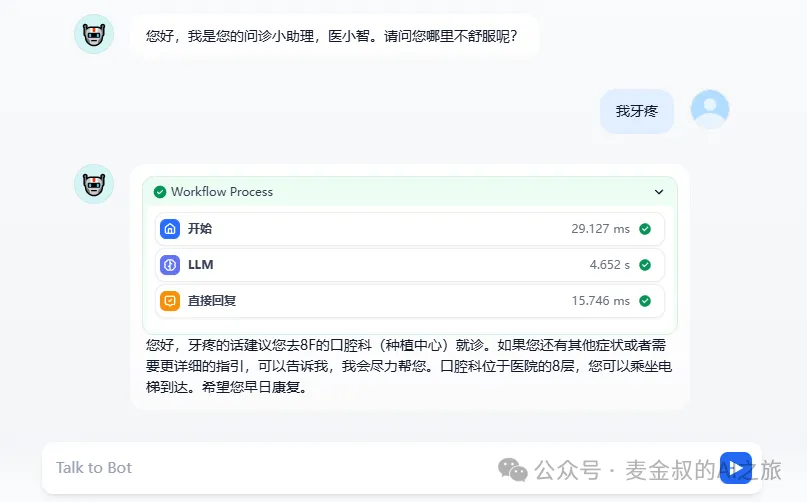 您好，我是您的问诊小助理，医小智。请问您哪里不舒服呢？
我牙疼
Workflow Process
开始 29.127 ms
LLM 4.652 s
直接回复 15.746 ms
您好，牙疼的话建议您去8F的口腔科（种植中心）就诊。如果您还有其他症状或者需
要更详细的指引，可以告诉我，我会尽力帮您。口腔科位于医院的8层，您可以乘坐电
梯到达。希望您早日康复。
Talk to Bot
公众号 · 麦金叔的AI之旅